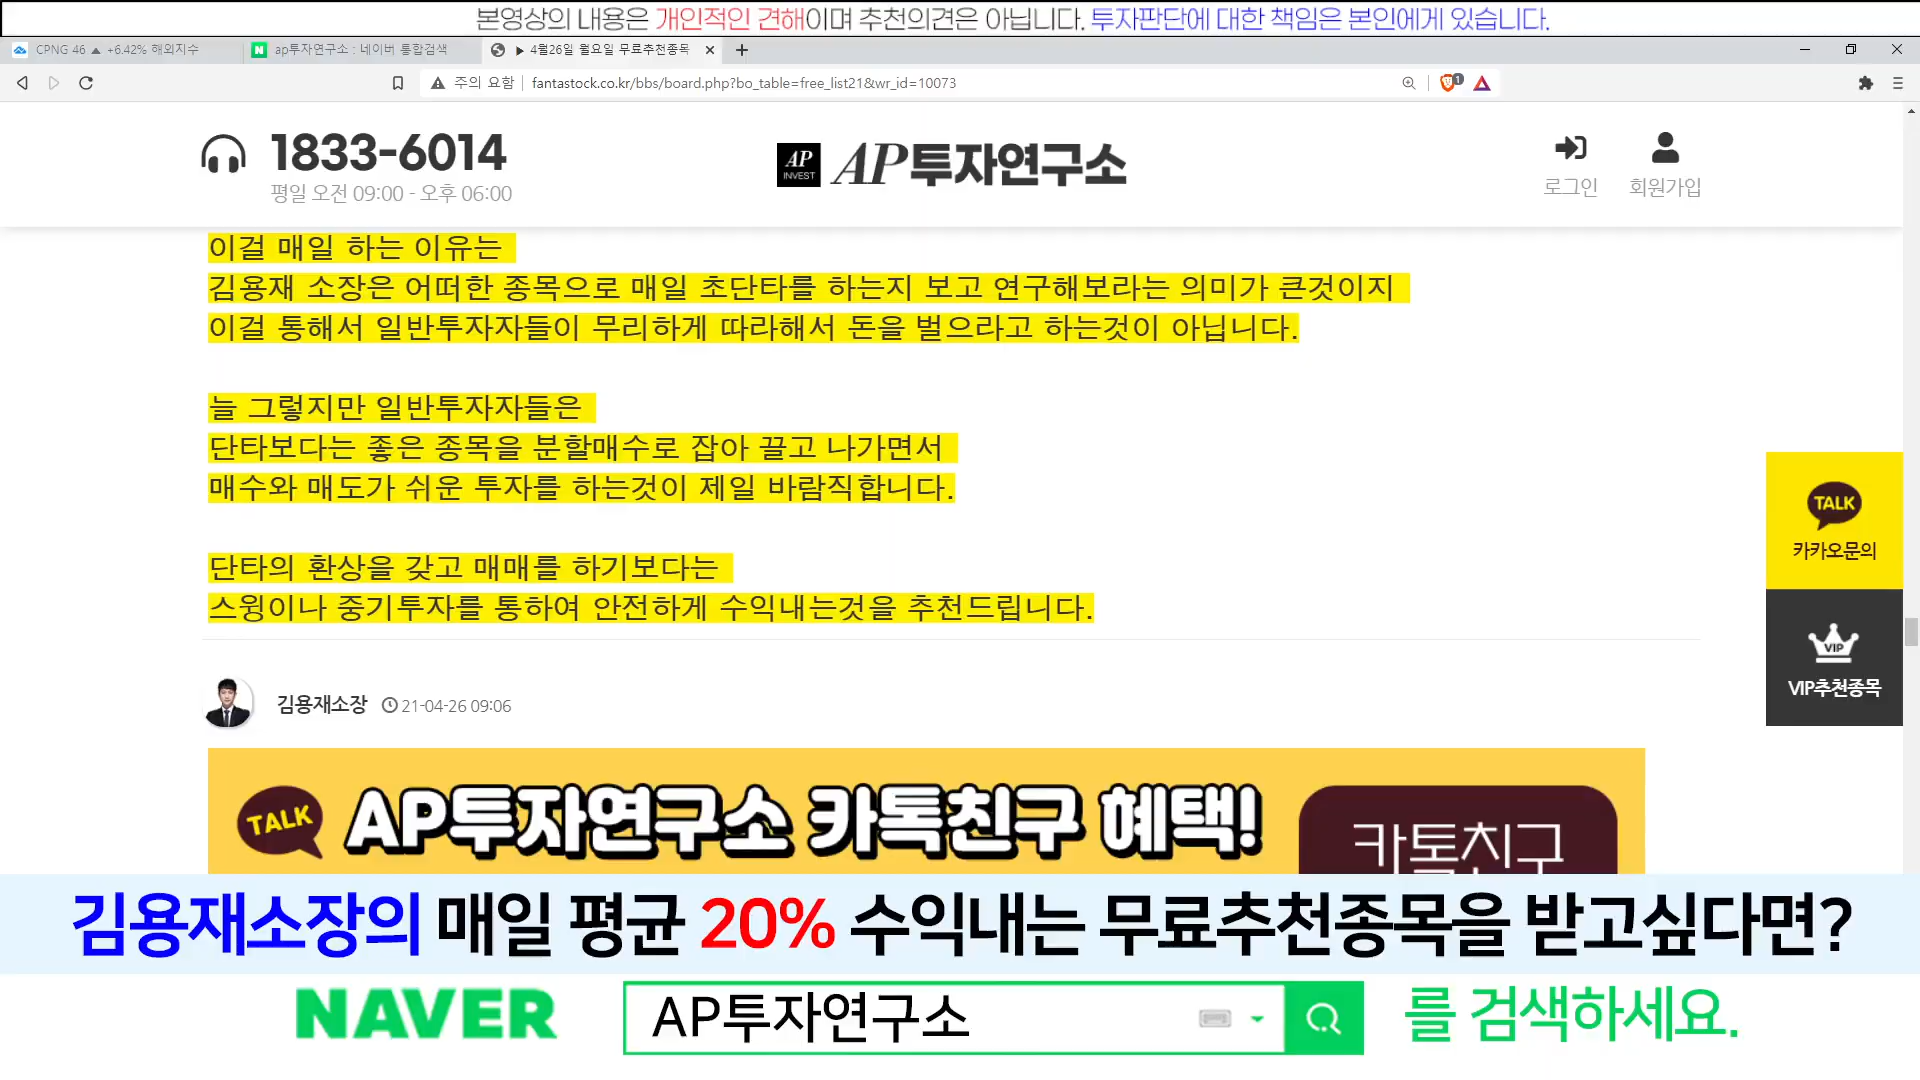 본영상의 내용은 개인적인 견해이며 추천의견은 아닙니다. 투자판단에 대한 책임은 본인에게 있습니다.
CPNG 46 ▲ +6.42% 해외지수
ap투자연구소 : 네이버 통합검색
▶ 4월26일 월요일 무료추천종목
주의 요함
fantastock.co.kr/bbs/board.php?bo_table=free_list21&wr_id=10073
1
1833-6014
평일 오전 09:00 - 오후 06:00
AP
INVEST
AP투자연구소
로그인
회원가입
이걸 매일 하는 이유는
김용재 소장은 어떠한 종목으로 매일 초단타를 하는지 보고 연구해보라는 의미가 큰것이지
이걸 통해서 일반투자자들이 무리하게 따라해서 돈을 벌으라고 하는것이 아닙니다.
늘 그렇지만 일반투자자들은
단타보다는 좋은 종목을 분할매수로 잡아 끌고 나가면서
매수와 매도가 쉬운 투자를 하는것이 제일 바람직합니다.
단타의 환상을 갖고 매매를 하기보다는
스윙이나 중기투자를 통하여 안전하게 수익내는것을 추천드립니다.
TALK
카카오문의
VIP
VIP추천종목
김용재소장 21-04-26 09:06
TALK
AP투자연구소 카톡친구 혜택!
카톡친구
김용재소장의 매일 평균 20% 수익내는 무료추천종목을 받고싶다면?
NAVER
AP투자연구소
를 검색하세요.